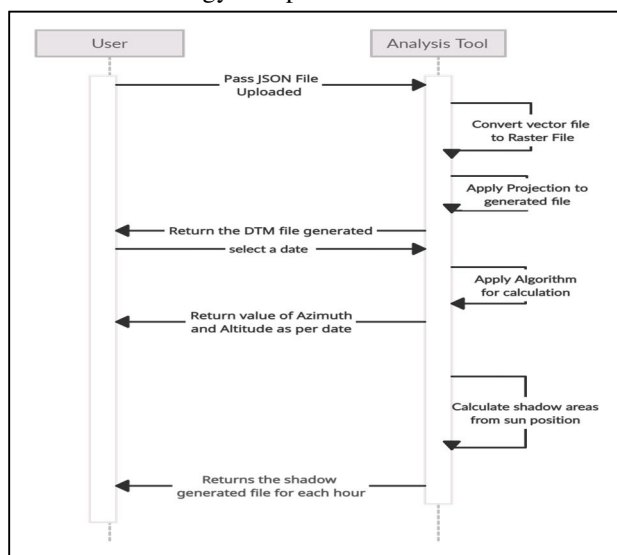 User
Analysis Tool
Pass JSON File
Uploaded
Convert vector file
to Raster File
Apply Projection to
generated file
Return the DTM file generated
select a date
Apply Algorithm
for calculation
Return value of Azimuth
and Altitude as per date
Calculate shadow areas
from sun position
Returns the shadow
generated file for each hour